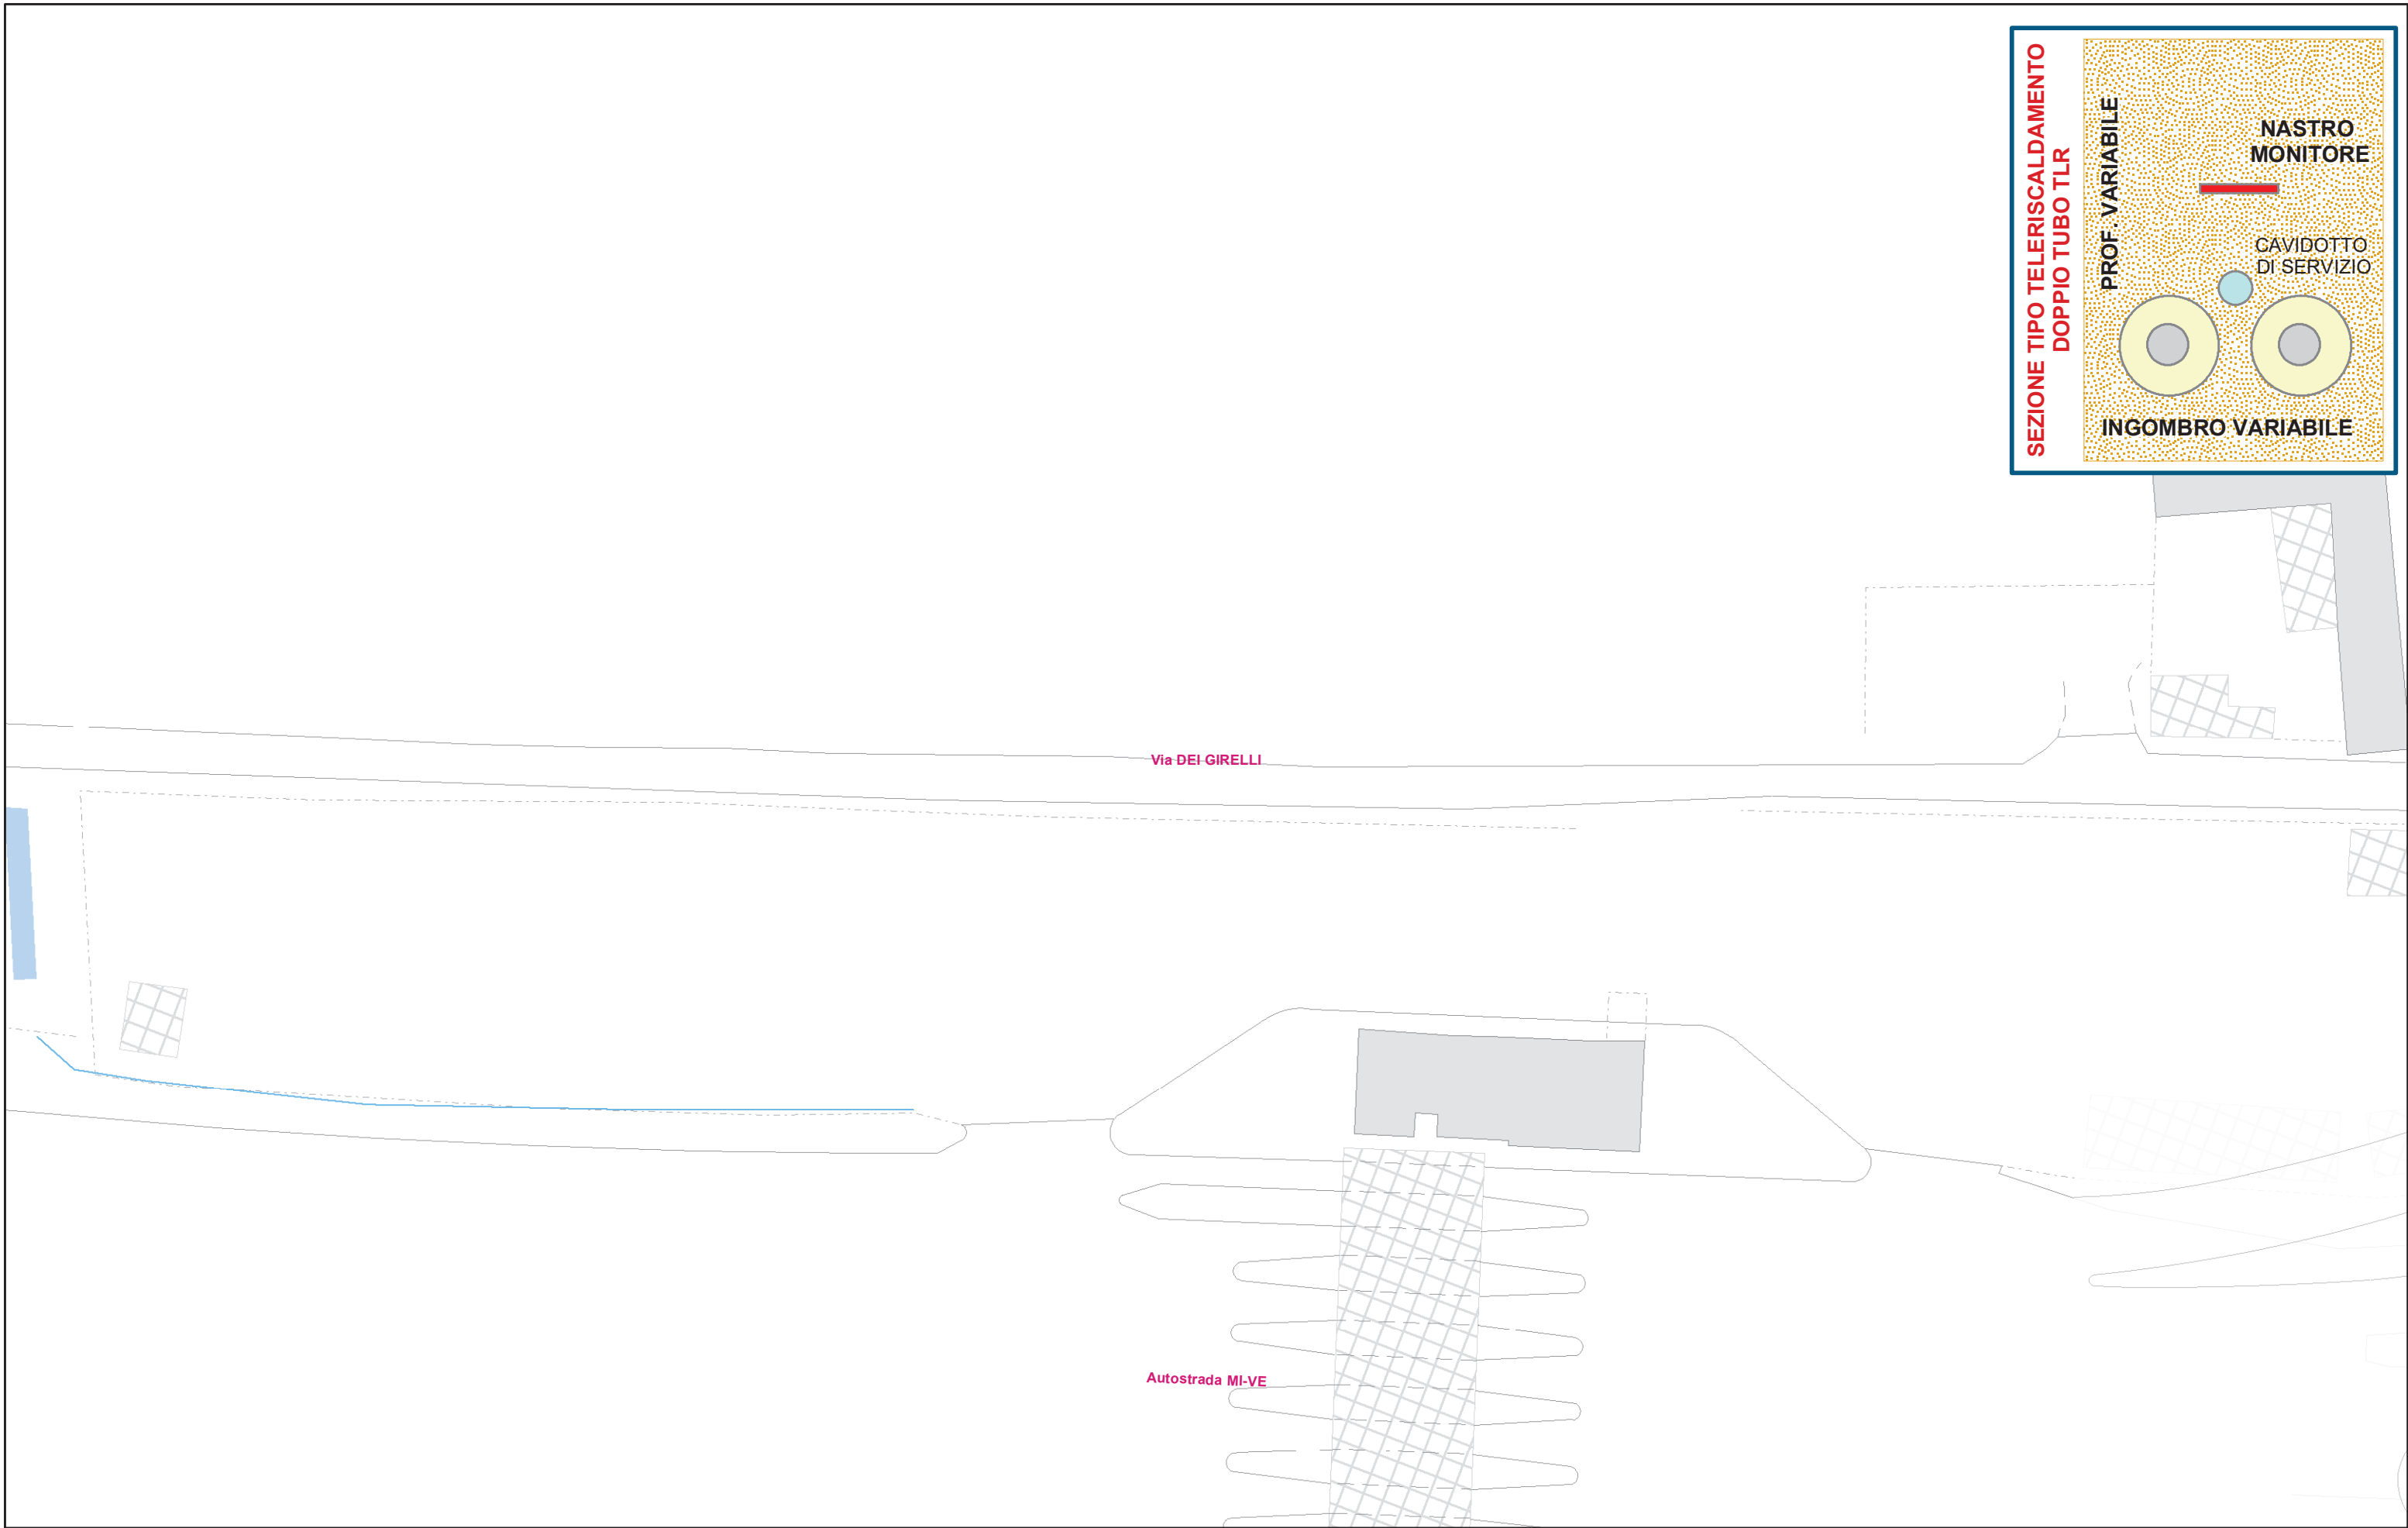 SEZIONE TIPO TELERISCALDAMENTO
DOPPIO TUBO TLR
PROF. VARIABILE
NASTRO
MONITORE
CAVIDOTTO
DI SERVIZIO
INGOMBRO VARIABILE
Via DEI GIRELLI
Autostrada MI-VE